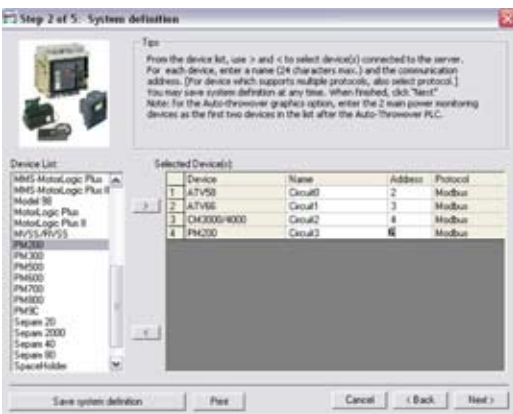 Step 2 of 5: System definition
Tips
From the device list, use > and < to select device(s) connected to the server.
For each device, enter a name (24 characters max.) and the communication
address. [For device which supports multiple protocols, also select protocol.]
You may save system definition at any time. When finished, click "Next"
Note: for the Auto-throwover graphics option, enter the 2 main power monitoring
devices as the first two devices in the list after the Auto-Throwover PLC.
Device List
Selected Device(s)
MMS-MotorLogic Plus
MMS-MotorLogic Plus II
Model 98
MotorLogic Plus
MotorLogic Plus II
MVSS/RVSS
PM200
PM300
PM500
PM600
PM700
PM800
PM9C
Sepam 20
Sepam 2000
Sepam 40
Sepam 80
SpaceHolder
>
<
Device Name Address Protocol
1 ATV58 Circuit0 2 Modbus
2 ATV66 Circuit1 3 Modbus
3 CM3000/4000 Circuit2 4 Modbus
4 PM200 Circuit3 6 Modbus
Save system definition
Print
Cancel
< Back
Next >